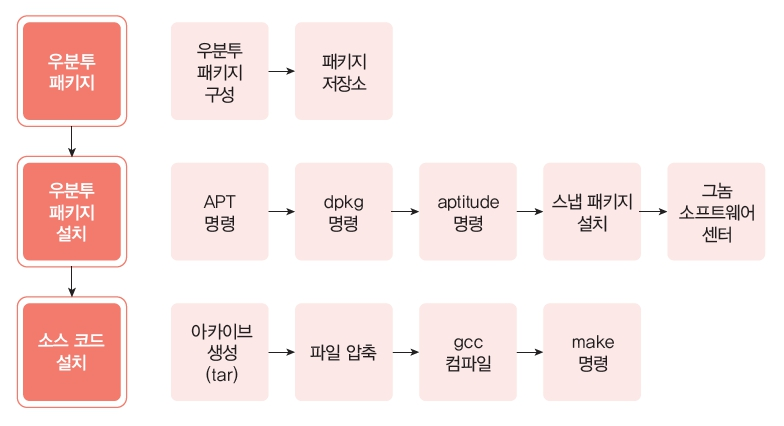 우분투
패키지
우분투
패키지
구성
패키지
저장소
우분투
패키지
설치
APT
명령
dpkg
명령
aptitude
명령
스냅 패키지
설치
그놈
소프트웨어
센터
소스 코드
설치
아카이브
생성
(tar)
파일 압축
gcc
컴파일
make
명령